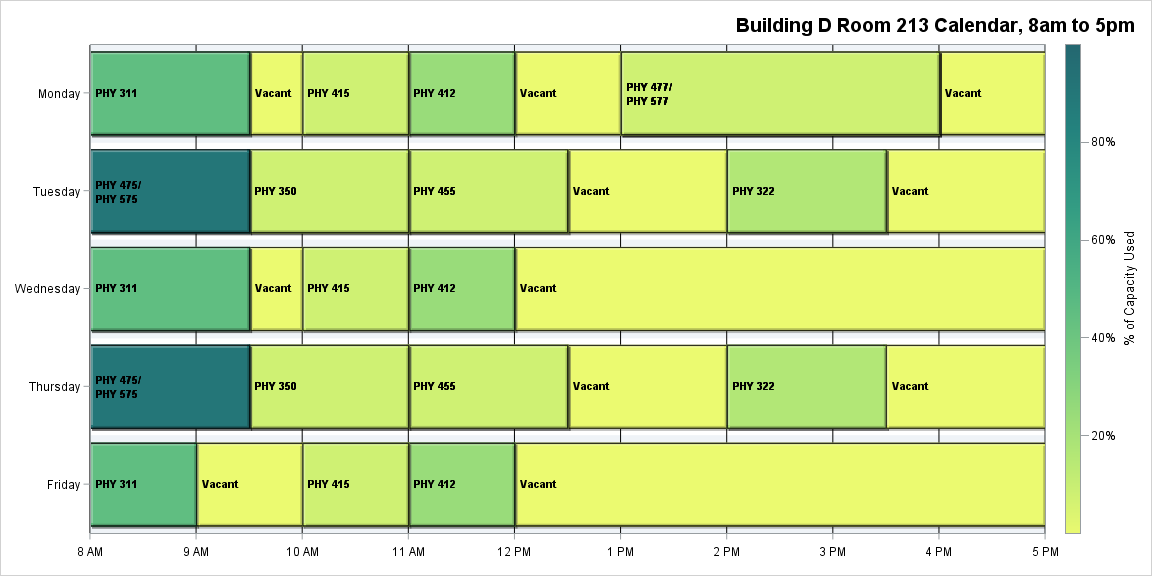 Building D Room 213 Calendar, 8am to 5pm
Monday
PHY 311
Vacant
PHY 415
PHY 412
Vacant
PHY 477/
PHY 577
Vacant
Tuesday
PHY 475/
PHY 575
PHY 350
PHY 455
Vacant
PHY 322
Vacant
Wednesday
PHY 311
Vacant
PHY 415
PHY 412
Vacant
Thursday
PHY 475/
PHY 575
PHY 350
PHY 455
Vacant
PHY 322
Vacant
Friday
PHY 311
Vacant
PHY 415
PHY 412
Vacant
8 AM
9 AM
10 AM
11 AM
12 PM
1 PM
2 PM
3 PM
4 PM
5 PM
80%
60%
40%
20%
% of Capacity Used